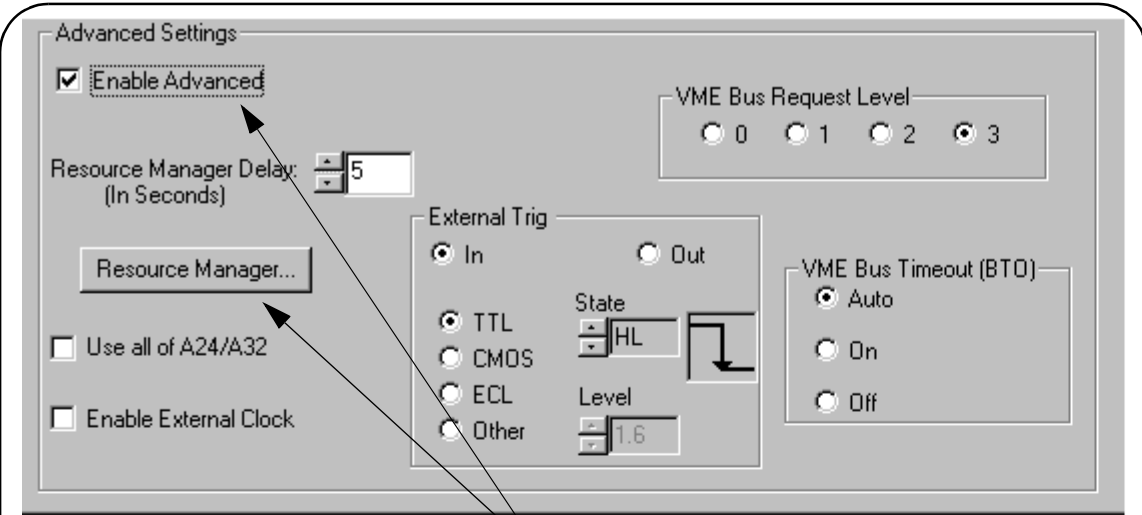 Advanced Settings
Enable Advanced
VME Bus Request Level
0 1 2 3
Resource Manager Delay:
(In Seconds)
5
External Trig
In Out
Resource Manager...
VME Bus Timeout (BTO)
Auto
On
Off
TTL
CMOS
ECL
Other
State
HL
Level
1.6
Use all of A24/A32
Enable External Clock